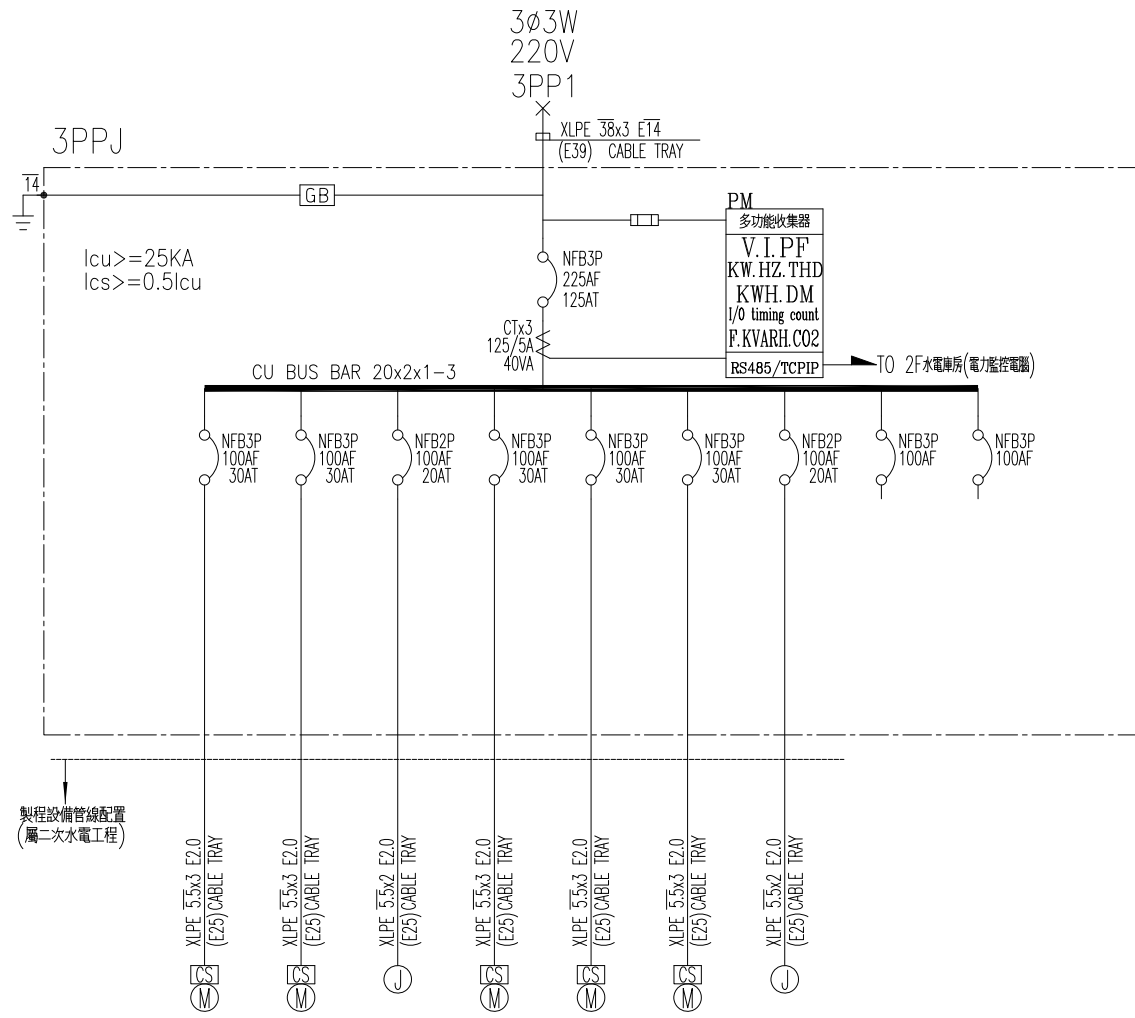 3ø3W
220V
3PP1
XLPE 38x3 E14
(E39) CABLE TRAY
3PPJ
14
GB
PM
多功能收集器
V.I.PF
KW.HZ.THD
KWH.DM
I/O timing count
F.KVARH.CO2
RS485/TCPIP
TO 2F水電庫房(電力監控電腦)
Icu>=25KA
Ics>=0.5Icu
NFB3P
225AF
125AT
CTx3
125/5A
40VA
CU BUS BAR 20x2x1-3
NFB3P
100AF
30AT
NFB3P
100AF
30AT
NFB2P
100AF
20AT
NFB3P
100AF
30AT
NFB3P
100AF
30AT
NFB3P
100AF
30AT
NFB2P
100AF
20AT
NFB3P
100AF
NFB3P
100AF
製程設備管線配置
(屬二次水電工程)
XLPE 5.5x3 E2.0
(E25)CABLE TRAY
XLPE 5.5x3 E2.0
(E25)CABLE TRAY
XLPE 5.5x2 E2.0
(E25)CABLE TRAY
XLPE 5.5x3 E2.0
(E25)CABLE TRAY
XLPE 5.5x3 E2.0
(E25)CABLE TRAY
XLPE 5.5x3 E2.0
(E25)CABLE TRAY
XLPE 5.5x2 E2.0
(E25)CABLE TRAY
CS
M
CS
M
J
CS
M
CS
M
CS
M
J